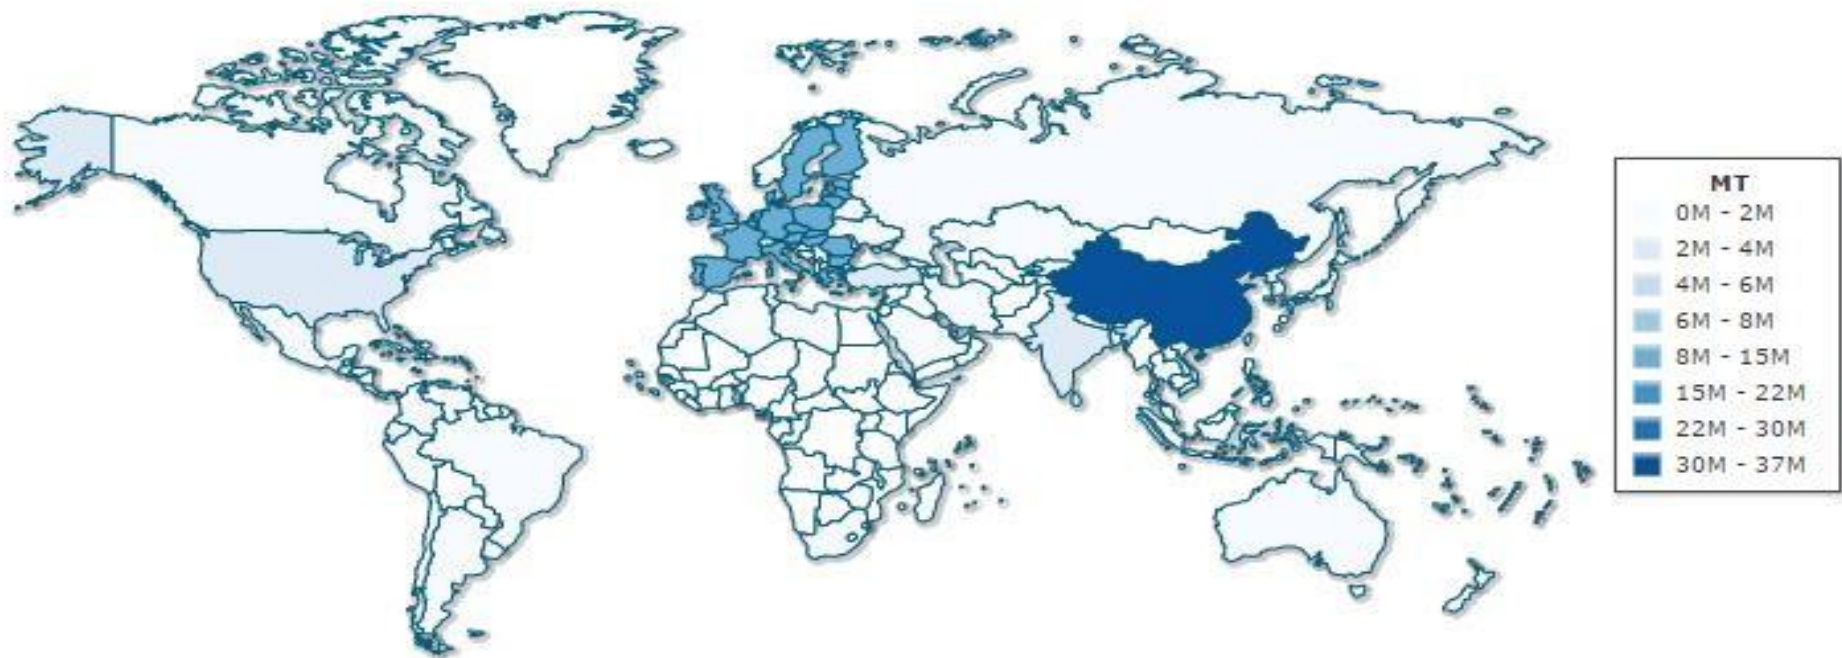 MT
0M - 2M
2M - 4M
4M - 6M
6M - 8M
8M - 15M
15M - 22M
22M - 30M
30M - 37M